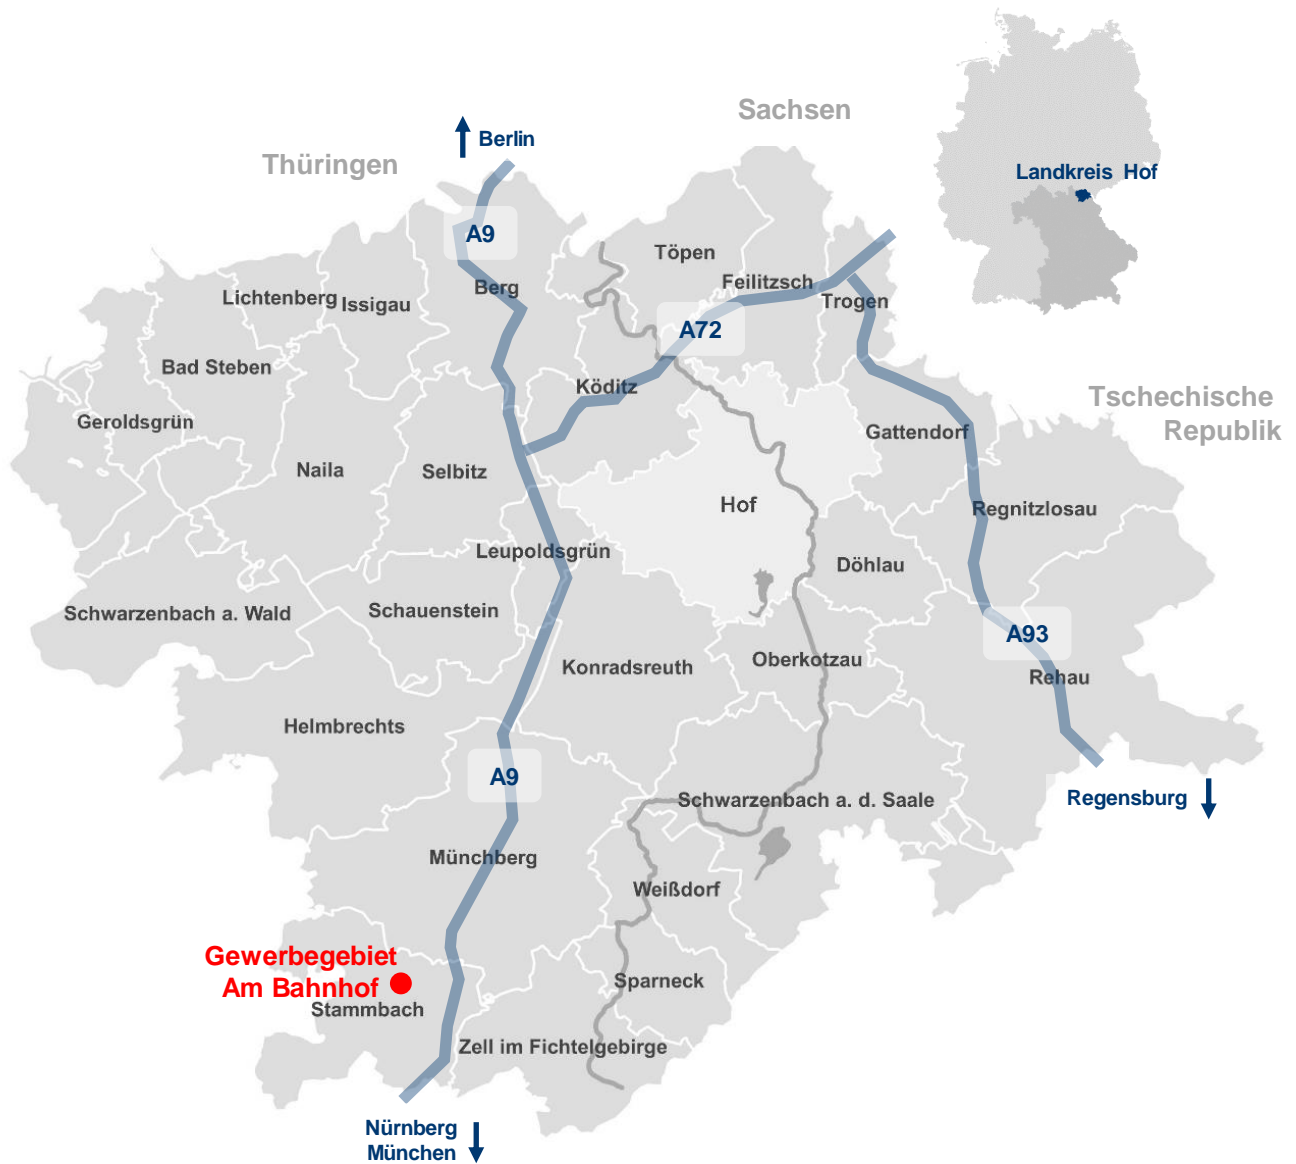 Sachsen
Berlin
Thüringen
Landkreis Hof
A9
Töpen
Feilitzsch
Berg
Lichtenberg
Issigau
Trogen
A72
Bad Steben
Köditz
Tschechische
Republik
Geroldsgrün
Gattendorf
Naila
Selbitz
Hof
Regnitzlosau
Leupoldsgrün
Döhlau
Schwarzenbach a. Wald
Schauenstein
A93
Konradsreuth
Oberkotzau
Rehau
Helmbrechts
A9
Schwarzenbach a. d. Saale
Regensburg
Münchberg
Weißdorf
Gewerbegebiet
Am Bahnhof
Sparneck
Stammbach
Zell im Fichtelgebirge
Nürnberg
München